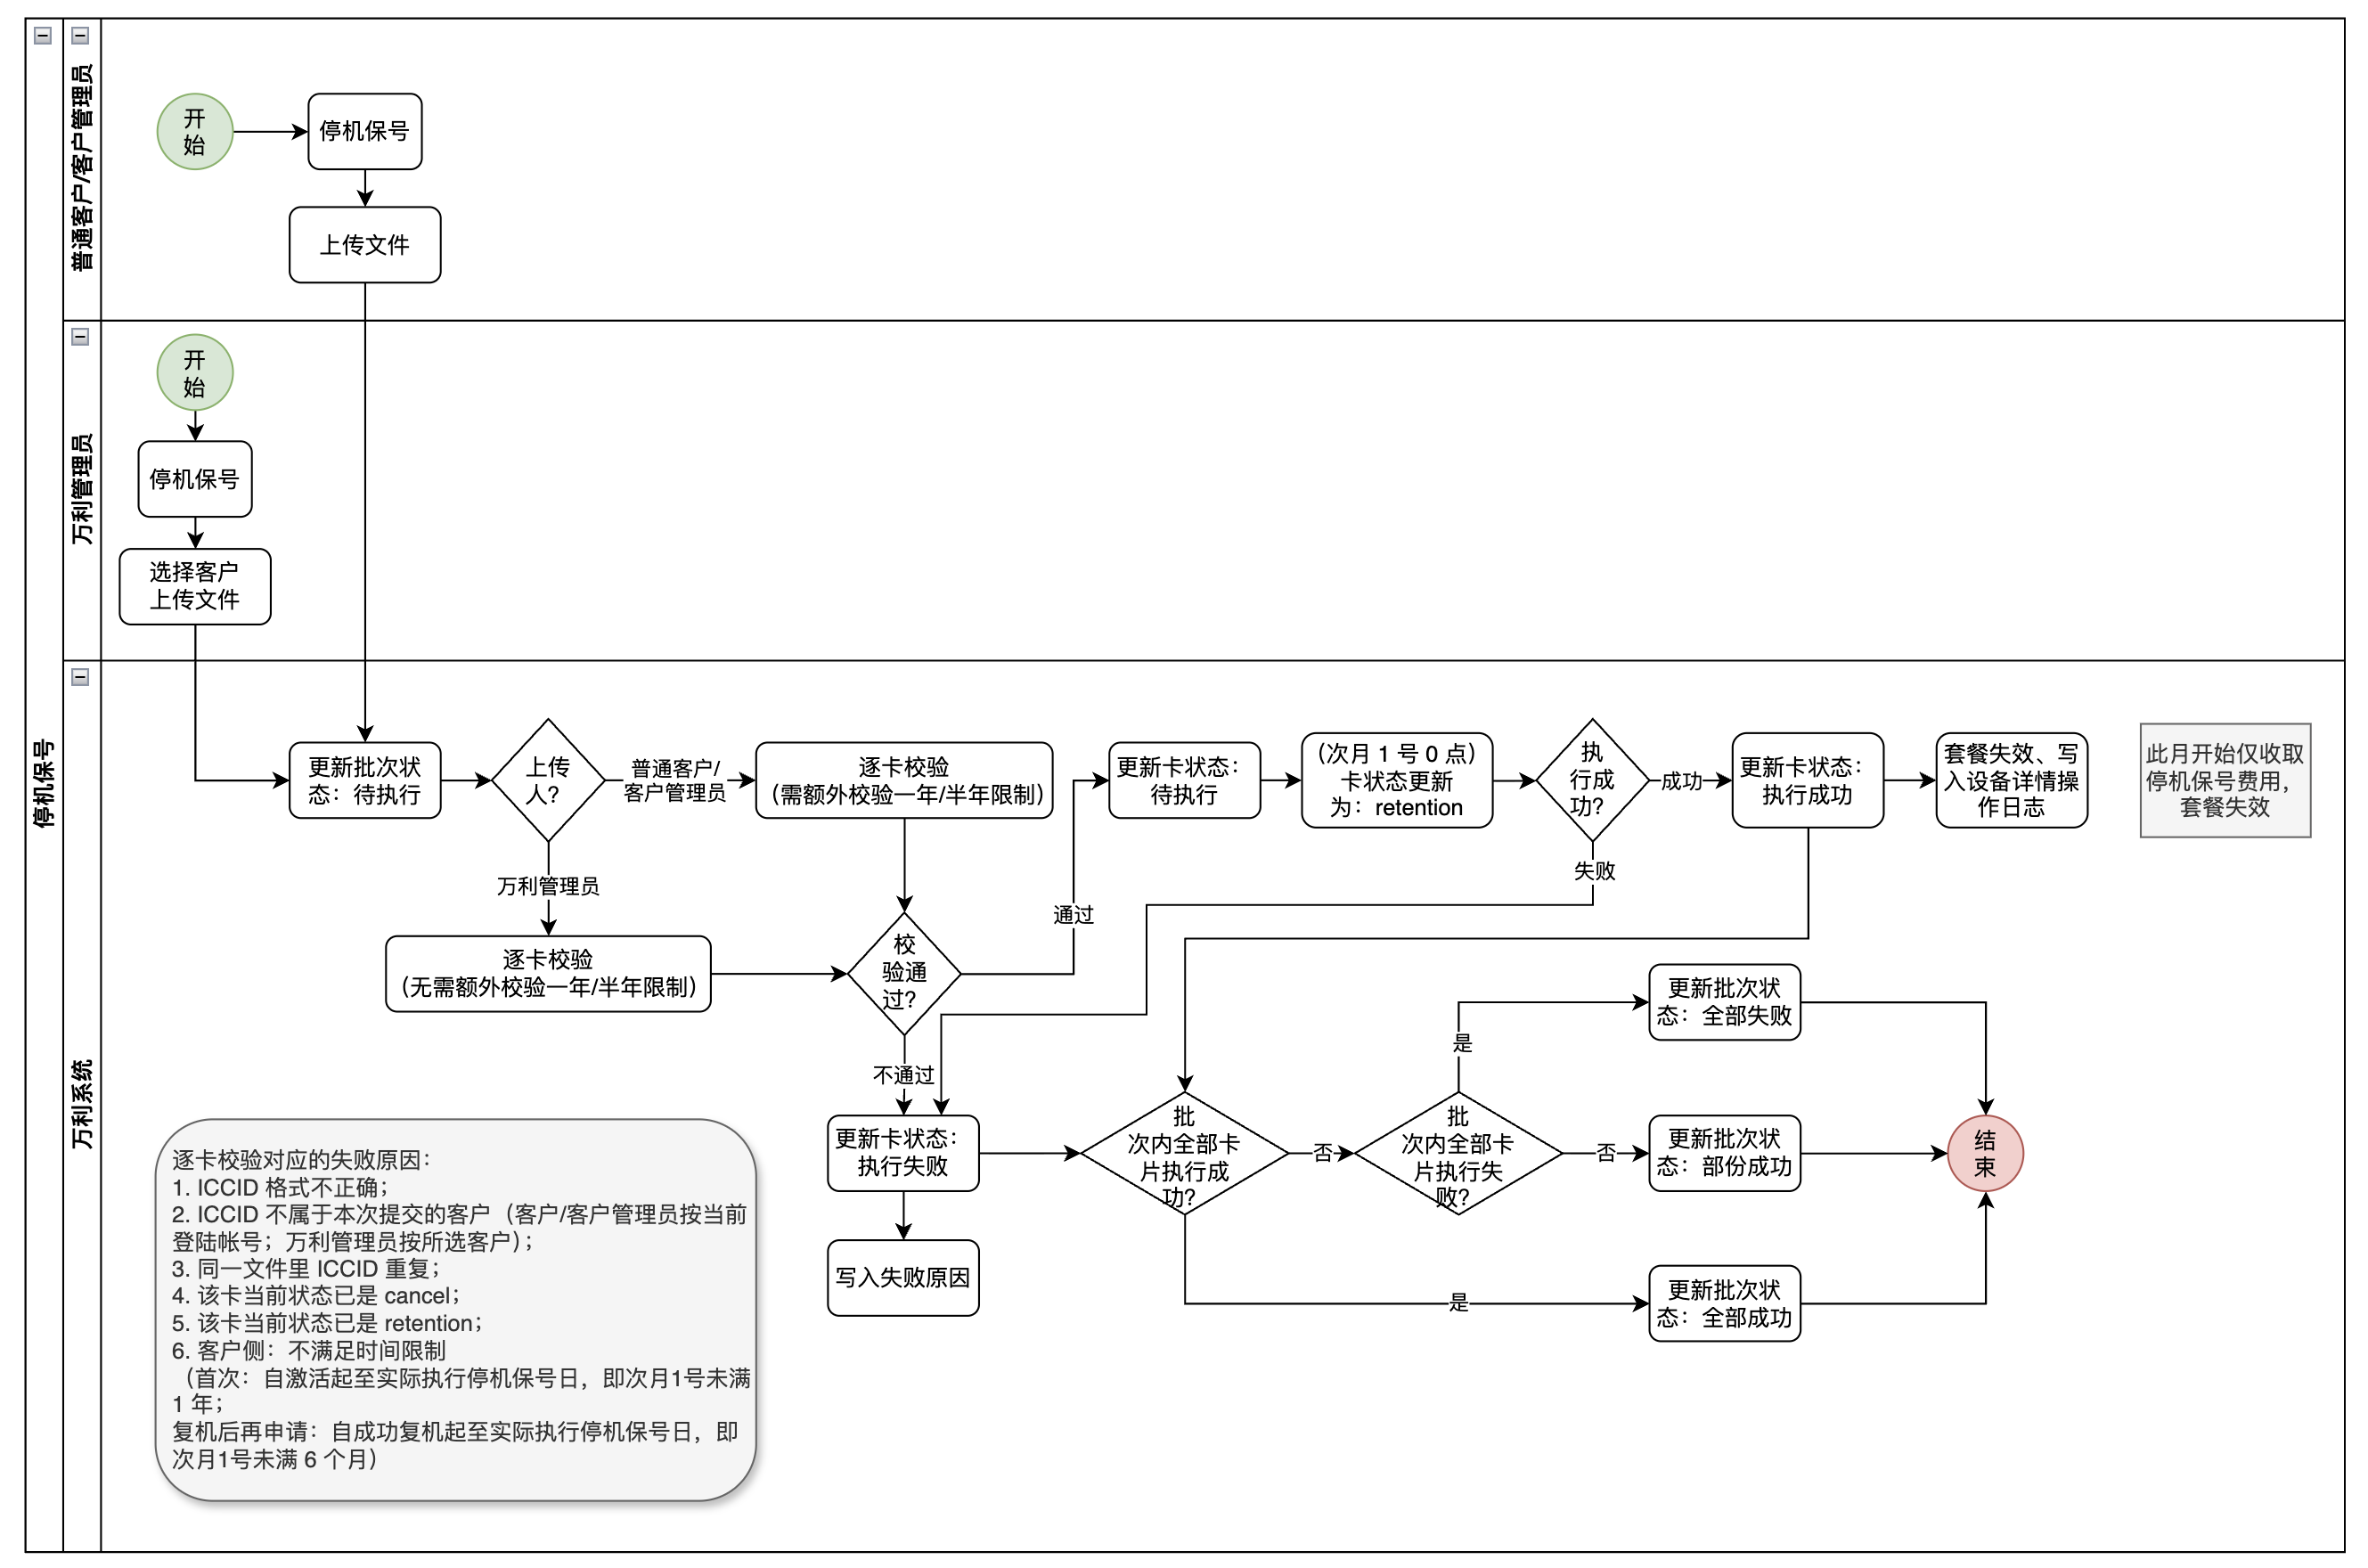 停机保号
普通客户/客户管理员
开
始
停机保号
上传文件
万利管理员
开
始
停机保号
选择客户
上传文件
万利系统
更新批次状
态：待执行
上传
人？
普通客户/
客户管理员
逐卡校验
（需额外校验一年/半年限制）
万利管理员
逐卡校验
（无需额外校验一年/半年限制）
校
验通
过？
通过
不通过
更新卡状态：
待执行
（次月 1 号 0 点）
卡状态更新
为：retention
执
行成
功？
成功
失败
更新卡状态：
执行成功
套餐失效、写
入设备详情操
作日志
此月开始仅收取
停机保号费用，
套餐失效
更新卡状态：
执行失败
写入失败原因
批
次内全部卡
片执行成
功？
否
是
批
次内全部卡
片执行失
败？
是
否
更新批次状
态：全部失败
更新批次状
态：部份成功
更新批次状
态：全部成功
结
束
逐卡校验对应的失败原因：
1. ICCID 格式不正确；
2. ICCID 不属于本次提交的客户（客户/客户管理员按当前
登陆帐号；万利管理员按所选客户）；
3. 同一文件里 ICCID 重复；
4. 该卡当前状态已是 cancel；
5. 该卡当前状态已是 retention；
6. 客户侧：不满足时间限制
（首次：自激活起至实际执行停机保号日，即次月1号未满
1 年；
复机后再申请：自成功复机起至实际执行停机保号日，即
次月1号未满 6 个月）